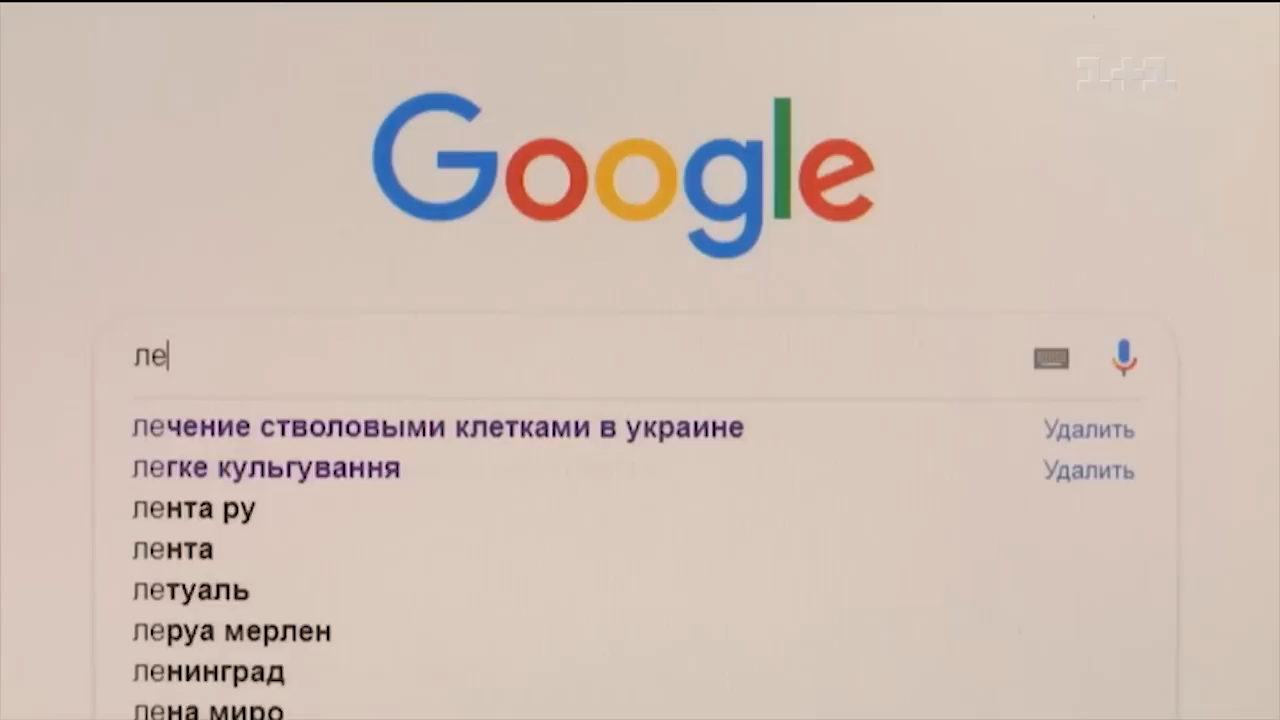 1+1
Google
ле
лечение стволовыми клетками в украине Удалить
легке кульгування Удалить
лента ру
лента
летуаль
леруа мерлен
ленинград
лена миро